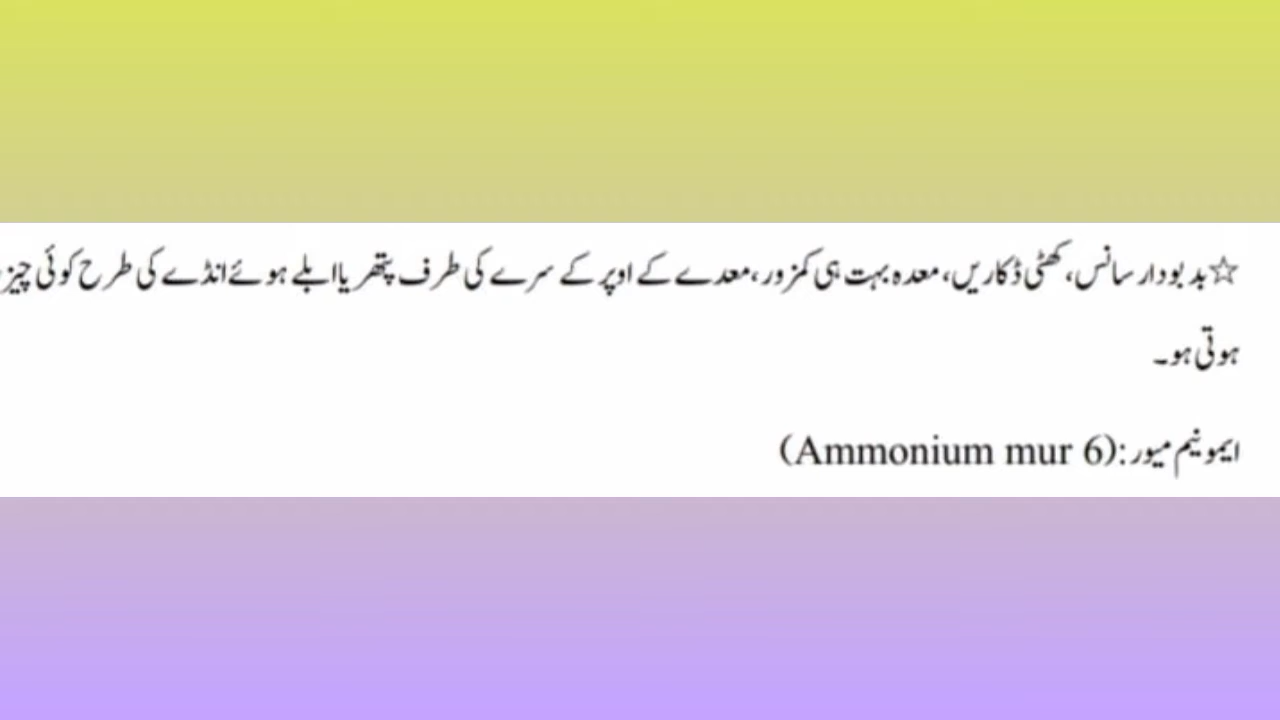 ☆بدبودار سانس، کھٹی ڈکاریں، معدہ بہت ہی کمزور، معدے کے اوپر کے سرے کی طرف پتھر یا ابلے ہوئے انڈے کی طرح کوئی چیز
ہوتی ہو۔
ایمونیم میور:(Ammonium mur 6)